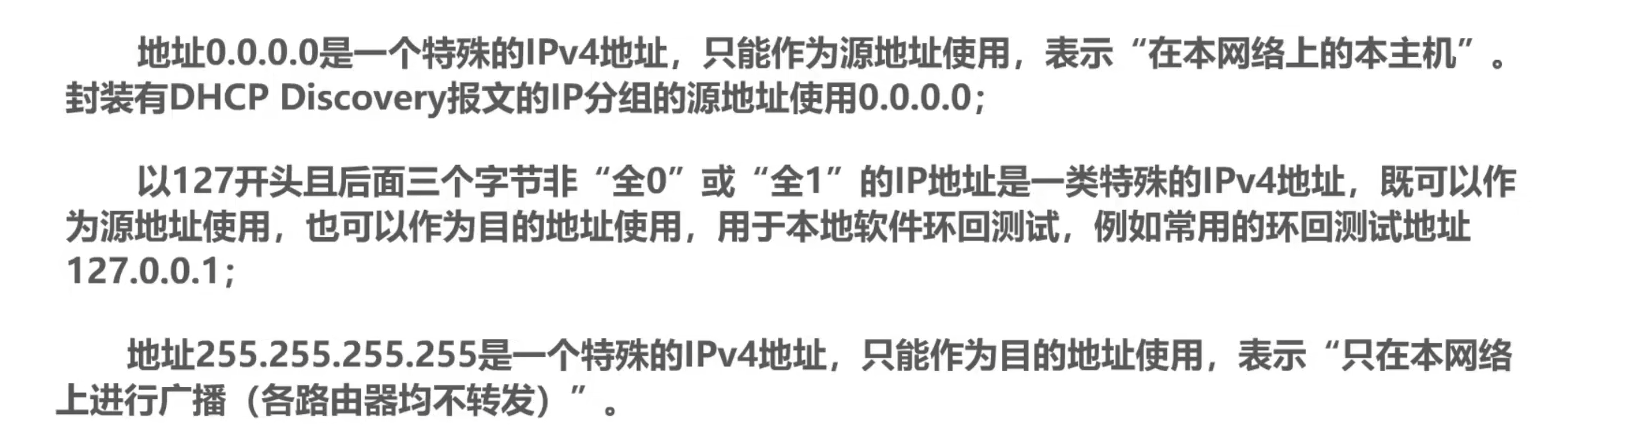 地址0.0.0.0是一个特殊的IPv4地址，只能作为源地址使用，表示“在本网络上的本主机”。
封装有DHCP Discovery报文的IP分组的源地址使用0.0.0.0；
以127开头且后面三个字节非“全0”或“全1”的IP地址是一类特殊的IPv4地址，既可以作
为源地址使用，也可以作为目的地址使用，用于本地软件环回测试，例如常用的环回测试地址
127.0.0.1；
地址255.255.255.255是一个特殊的IPv4地址，只能作为目的地址使用，表示“只在本网络
上进行广播（各路由器均不转发）”。